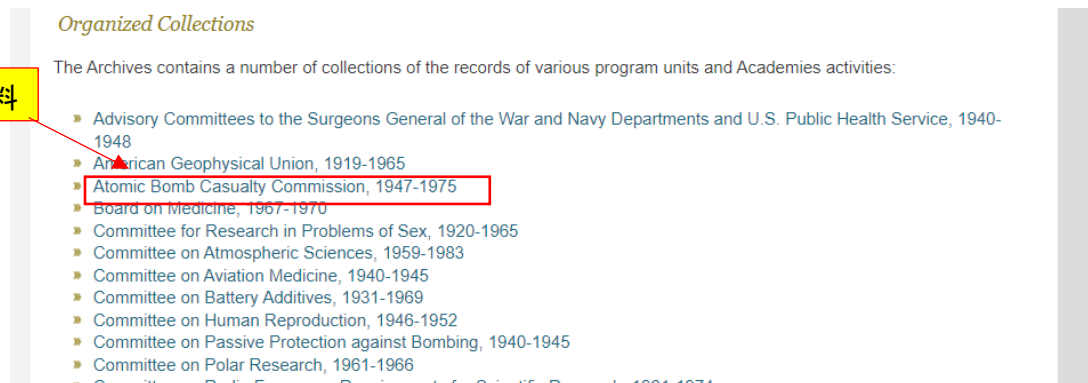 Organized Collections
The Archives contains a number of collections of the records of various program units and Academies activities:
料
» Advisory Committees to the Surgeons General of the War and Navy Departments and U.S. Public Health Service, 1940-
1948
» American Geophysical Union, 1919-1965
» Atomic Bomb Casualty Commission, 1947-1975
» Board on Medicine, 1967-1970
» Committee for Research in Problems of Sex, 1920-1965
» Committee on Atmospheric Sciences, 1959-1983
» Committee on Aviation Medicine, 1940-1945
» Committee on Battery Additives, 1931-1969
» Committee on Human Reproduction, 1946-1952
» Committee on Passive Protection against Bombing, 1940-1945
» Committee on Polar Research, 1961-1966